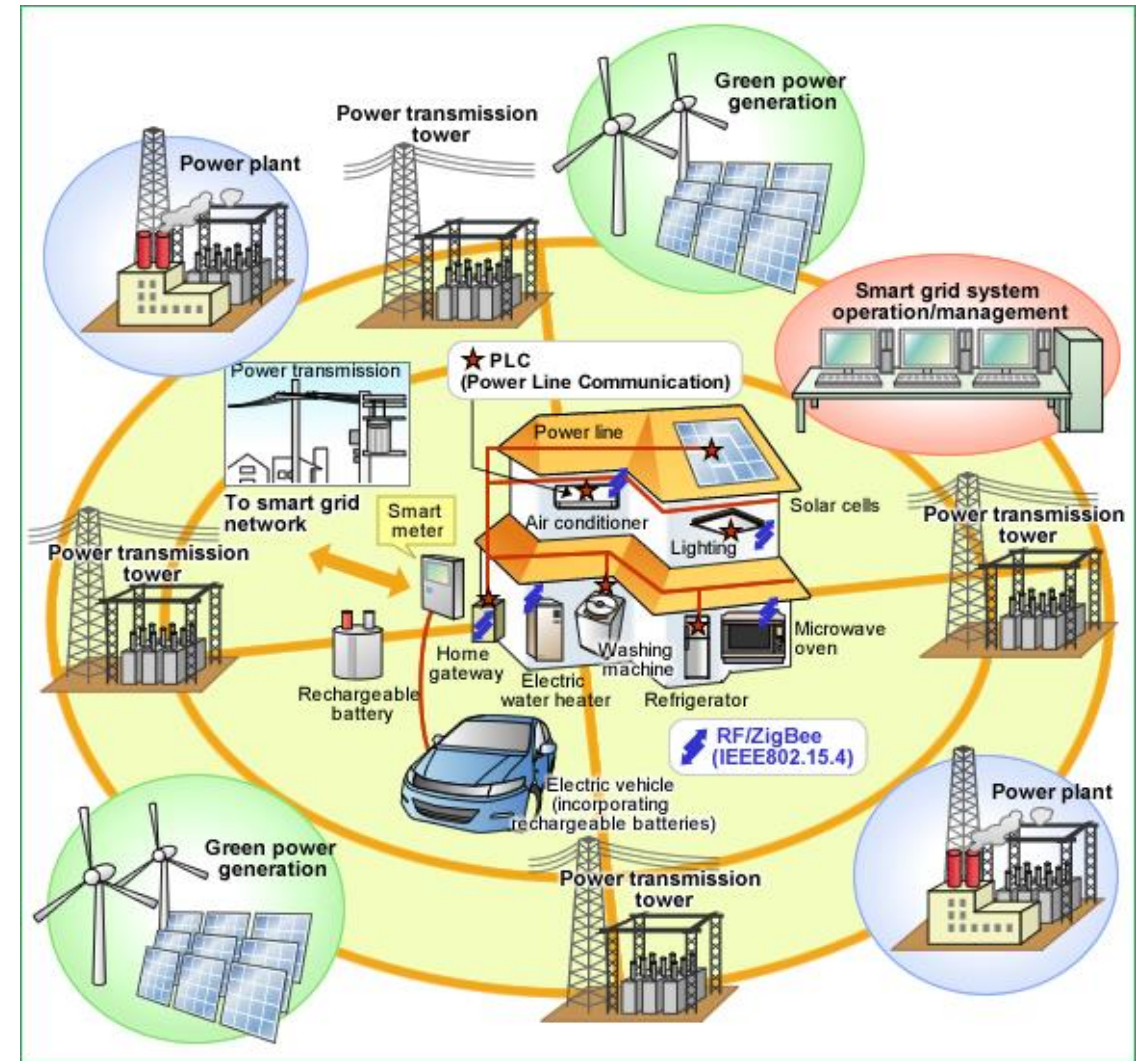 Green power
generation
Power transmission
tower
Power plant
Smart grid system
operation/management
PLC
(Power Line Communication)
Power transmission
Power line
To smart grid
network
Smart
meter
Air conditioner
Solar cells
Lighting
Power transmission
tower
Power transmission
tower
Home
gateway
Rechargeable
battery
Electric
water heater
Washing
machine
Refrigerator
Microwave
oven
RF/ZigBee
(IEEE802.15.4)
Electric vehicle
(incorporating
rechargeable batteries)
Power plant
Green power
generation
Power transmission
tower